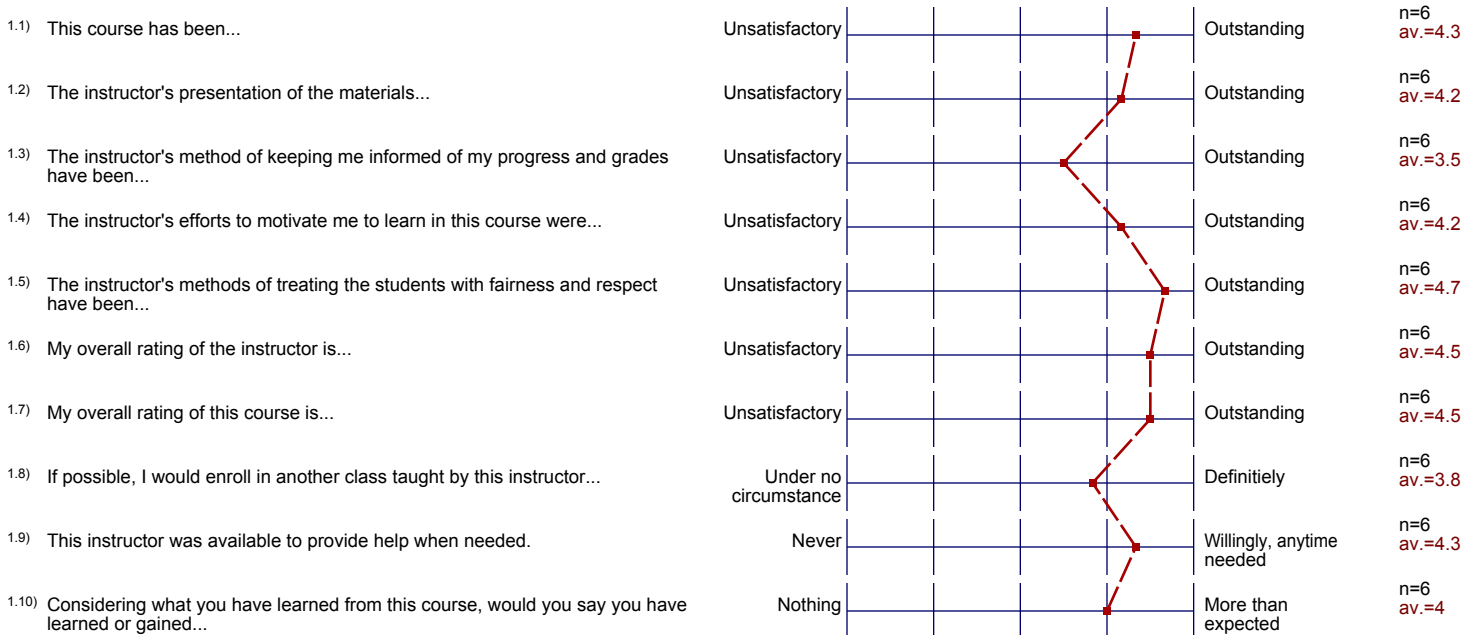 1.1) This course has been... Unsatisfactory Outstanding n=6
av.=4.3
1.2) The instructor's presentation of the materials... Unsatisfactory Outstanding n=6
av.=4.2
1.3) The instructor's method of keeping me informed of my progress and grades Unsatisfactory Outstanding n=6
have been... av.=3.5
1.4) The instructor's efforts to motivate me to learn in this course were... Unsatisfactory Outstanding n=6
av.=4.2
1.5) The instructor's methods of treating the students with fairness and respect Unsatisfactory Outstanding n=6
have been... av.=4.7
1.6) My overall rating of the instructor is... Unsatisfactory Outstanding n=6
av.=4.5
1.7) My overall rating of this course is... Unsatisfactory Outstanding n=6
av.=4.5
1.8) If possible, I would enroll in another class taught by this instructor... Under no Definitiely n=6
circumstance av.=3.8
1.9) This instructor was available to provide help when needed. Never Willingly, anytime n=6
needed av.=4.3
1.10) Considering what you have learned from this course, would you say you have Nothing More than n=6
learned or gained... expected av.=4